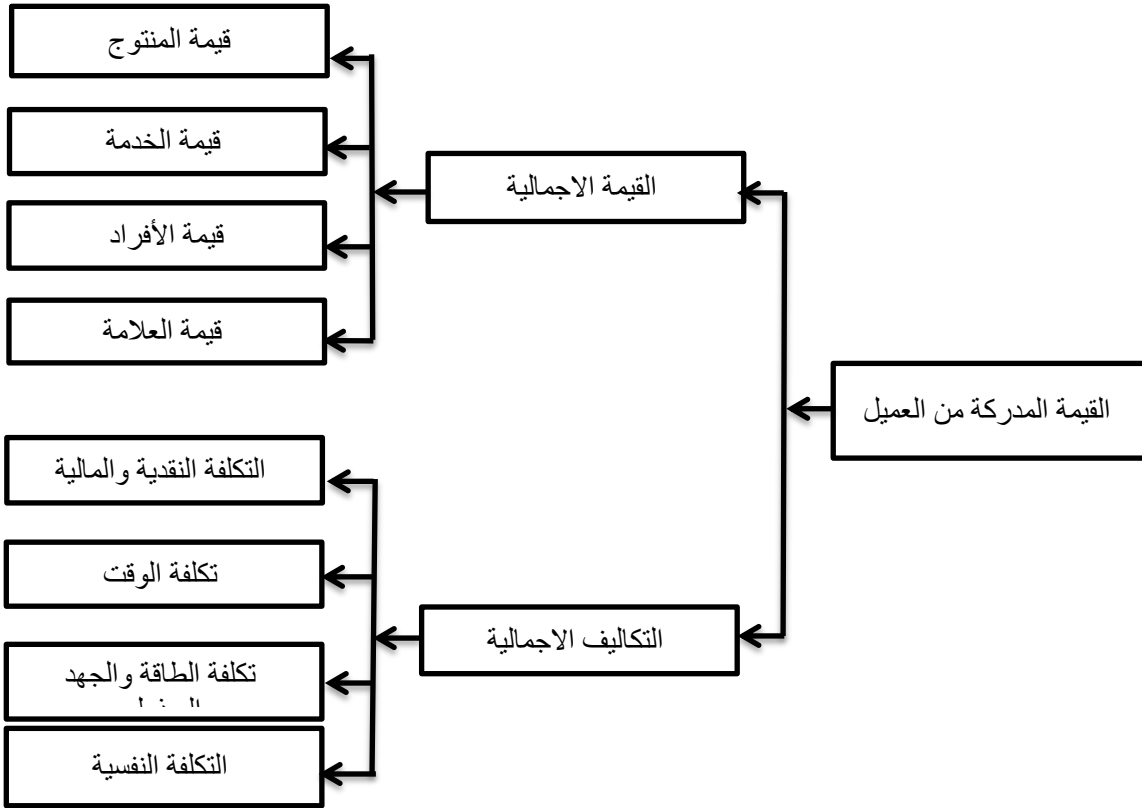 القيمة المدركة من العميل
القيمة الاجمالية
قيمة المنتوج
قيمة الخدمة
قيمة الأفراد
قيمة العلامة
التكاليف الاجمالية
التكلفة النقدية والمالية
تكلفة الوقت
تكلفة الطاقة والجهد
التكلفة النفسية